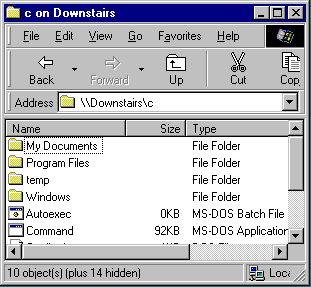 c on Downstairs
File Edit View Go Favorites Help
Back Forward Up Cut Cop
Address \\Downstairs\c
Name Size Type
My Documents File Folder
Program Files File Folder
temp File Folder
Windows File Folder
Autoexec 0KB MS-DOS Batch File
Command 92KB MS-DOS Application
10 object(s) (plus 14 hidden) Loca